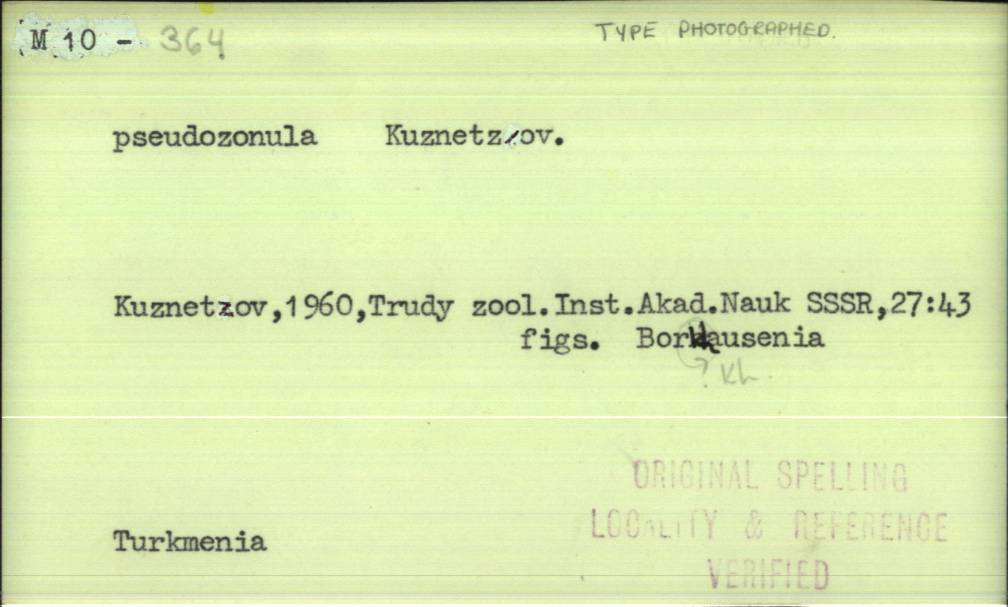 M 10 - 364
TYPE PHOTOGRAPHED.
pseudozonula Kuznetzov.
Kuznetzov,1960,Trudy zool.Inst.Akad.Nauk SSSR,27:43
figs. Borkhausenia
? kh.
ORIGINAL SPELLING
LOCALITY & REFERENCE
VERIFIED
Turkmenia